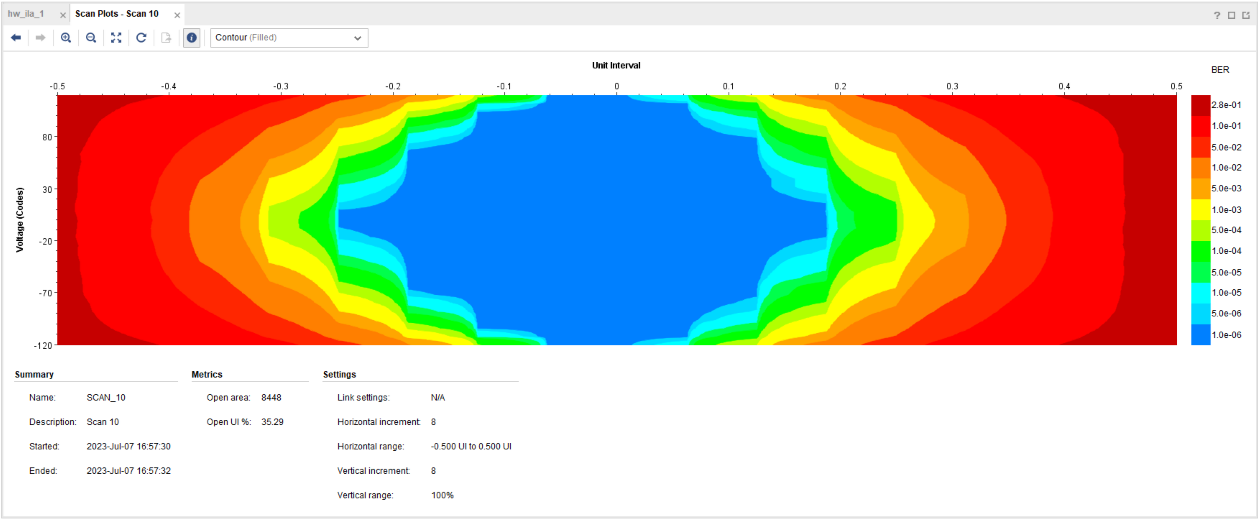 hw_ila_1 × Scan Plots - Scan 10 ×
? 
Contour (Filled)
Unit Interval
BER
-0.5 -0.4 -0.3 -0.2 -0.1 0 0.1 0.2 0.3 0.4 0.5
Voltage (Codes)
80
30
-20
-70
-120
2.8e-01
1.0e-01
5.0e-02
1.0e-02
5.0e-03
1.0e-03
5.0e-04
1.0e-04
5.0e-05
1.0e-05
5.0e-06
1.0e-06
Summary
Name: SCAN_10
Description: Scan 10
Started: 2023-Jul-07 16:57:30
Ended: 2023-Jul-07 16:57:32
Metrics
Open area: 8448
Open UI %: 35.29
Settings
Link settings: N/A
Horizontal increment: 8
Horizontal range: -0.500 UI to 0.500 UI
Vertical increment: 8
Vertical range: 100%